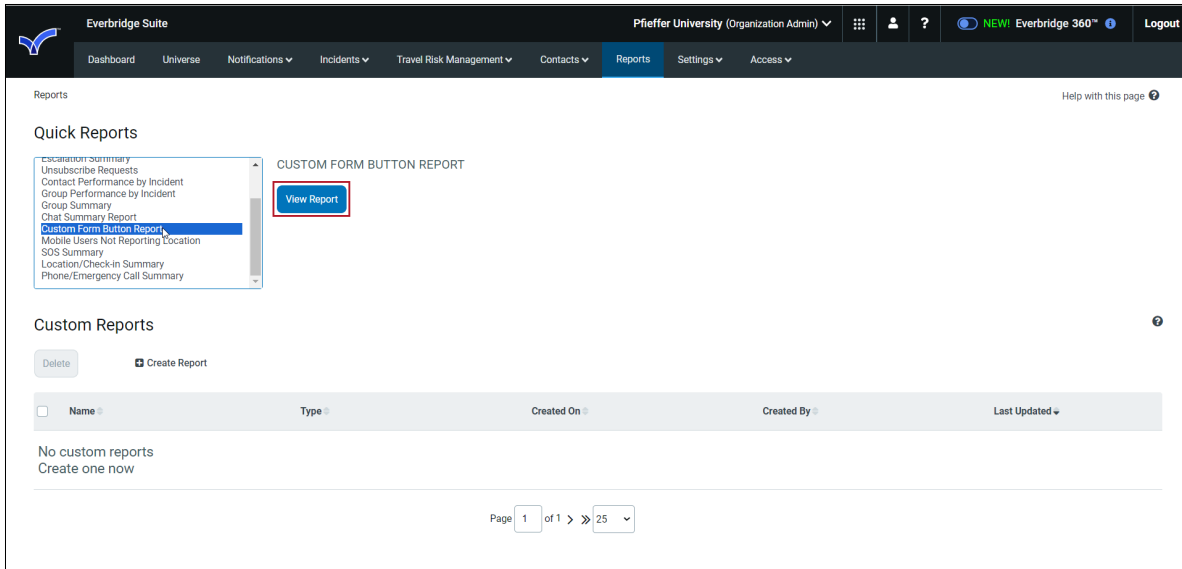 Everbridge Suite
Pfieffer University (Organization Admin)
?
NEW! Everbridge 360™
Logout
Dashboard Universe Notifications Incidents Travel Risk Management Contacts Reports Settings Access
Reports
Help with this page
Quick Reports
Escalation Summary
Unsubscribe Requests
Contact Performance by Incident
Group Performance by Incident
Group Summary
Chat Summary Report
Custom Form Button Report
Mobile Users Not Reporting Location
SOS Summary
Location/Check-in Summary
Phone/Emergency Call Summary
CUSTOM FORM BUTTON REPORT
View Report
Custom Reports
Delete
Create Report
Name Type Created On Created By Last Updated
No custom reports
Create one now
Page 1 of 1 25